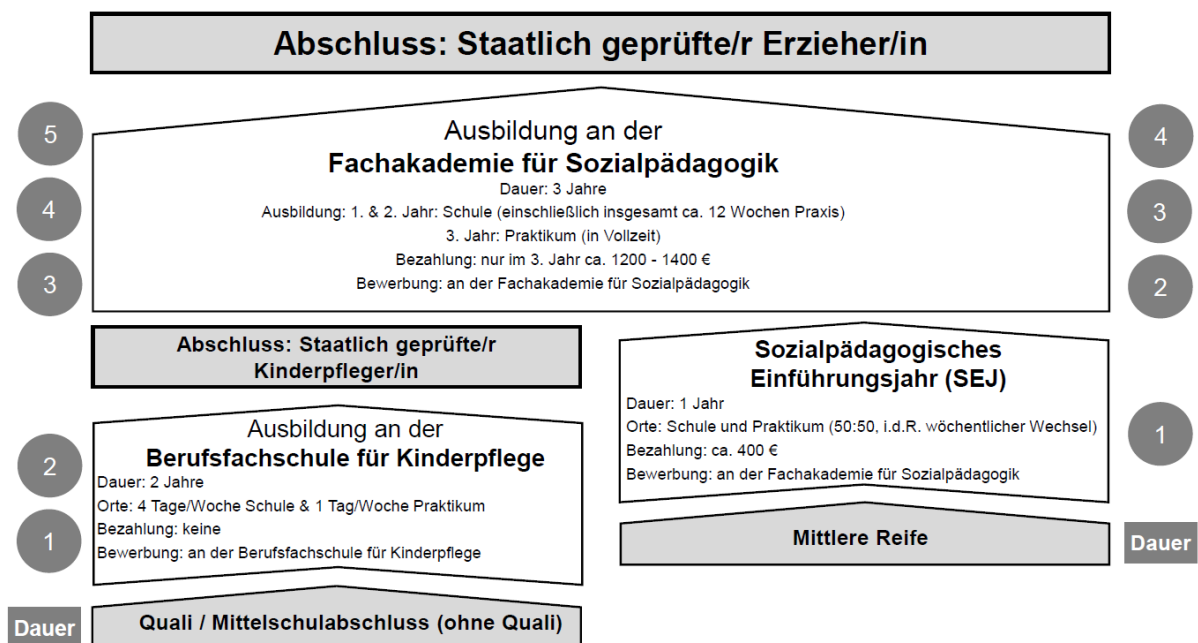 Abschluss: Staatlich geprüfte/r Erzieher/in
5
4
3
Ausbildung an der
Fachakademie für Sozialpädagogik
Dauer: 3 Jahre
Ausbildung: 1. & 2. Jahr: Schule (einschließlich insgesamt ca. 12 Wochen Praxis)
3. Jahr: Praktikum (in Vollzeit)
Bezahlung: nur im 3. Jahr ca. 1200 - 1400 €
Bewerbung: an der Fachakademie für Sozialpädagogik
4
3
2
Abschluss: Staatlich geprüfte/r
Kinderpfleger/in
2
1
Ausbildung an der
Berufsfachschule für Kinderpflege
Dauer: 2 Jahre
Orte: 4 Tage/Woche Schule & 1 Tag/Woche Praktikum
Bezahlung: keine
Bewerbung: an der Berufsfachschule für Kinderpflege
Dauer
Quali / Mittelschulabschluss (ohne Quali)
Sozialpädagogisches
Einführungsjahr (SEJ)
Dauer: 1 Jahr
Orte: Schule und Praktikum (50:50, i.d.R. wöchentlicher Wechsel)
Bezahlung: ca. 400 €
Bewerbung: an der Fachakademie für Sozialpädagogik
1
Mittlere Reife
Dauer